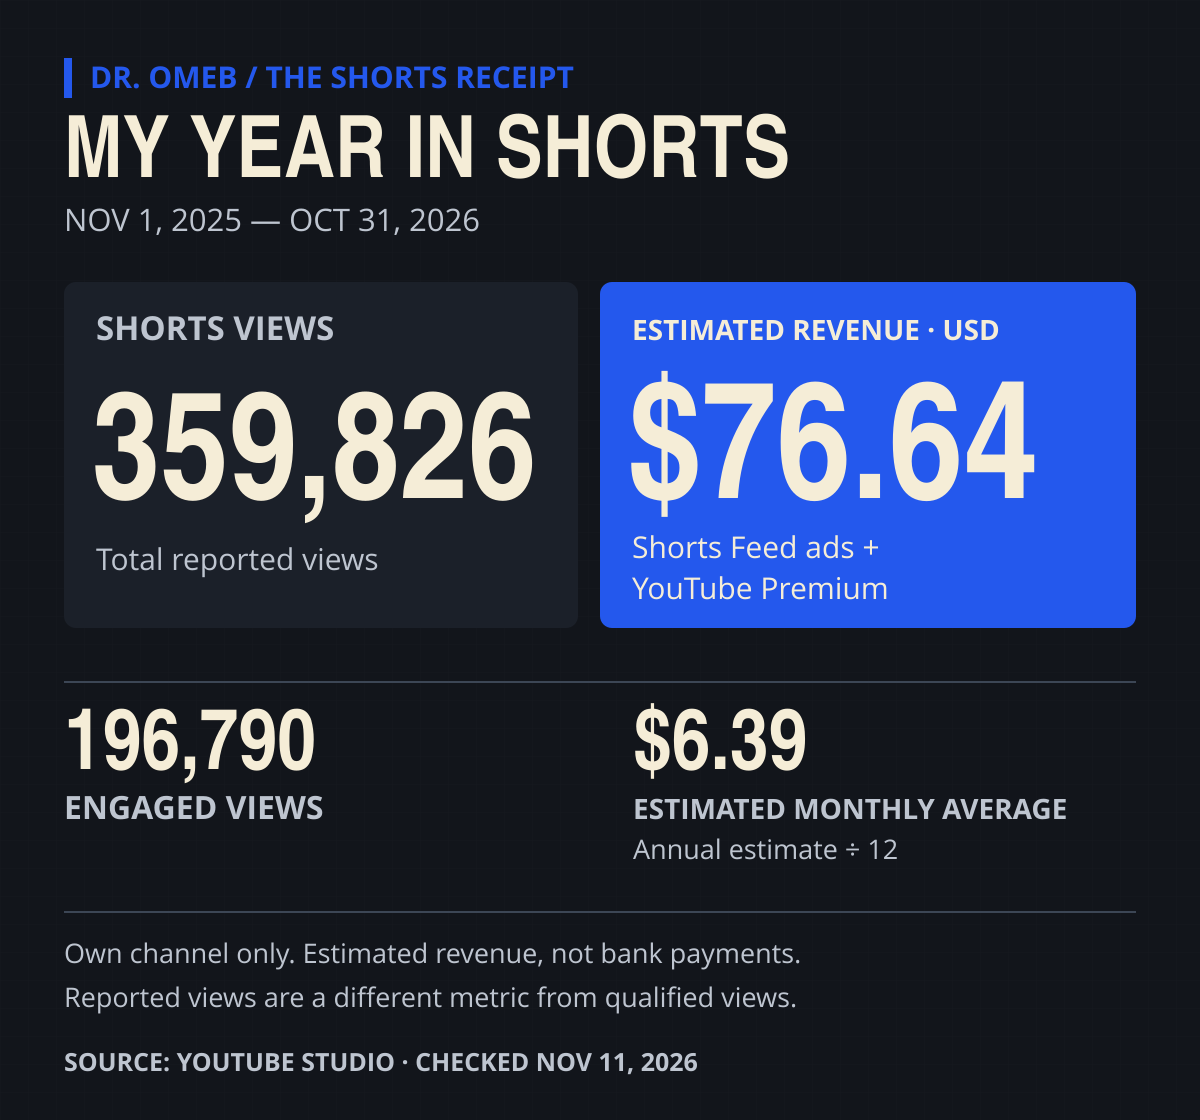 DR. OMEB / THE SHORTS RECEIPT
MY YEAR IN SHORTS
NOV 1, 2025 — OCT 31, 2026
SHORTS VIEWS
359,826
Total reported views
ESTIMATED REVENUE · USD
$76.64
Shorts Feed ads +
YouTube Premium
196,790
ENGAGED VIEWS
$6.39
ESTIMATED MONTHLY AVERAGE
Annual estimate ÷ 12
Own channel only. Estimated revenue, not bank payments.
Reported views are a different metric from qualified views.
SOURCE: YOUTUBE STUDIO · CHECKED NOV 11, 2026